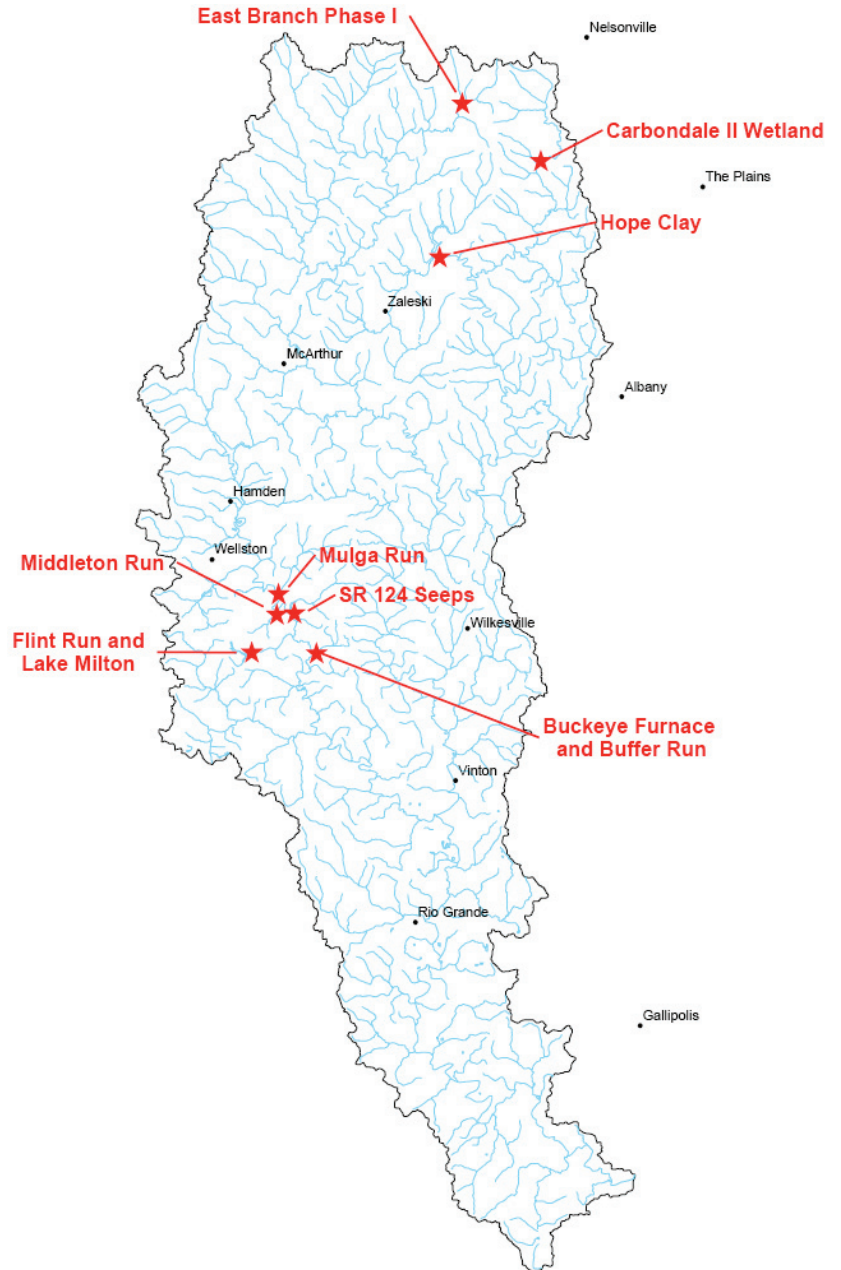 East Branch Phase I
Nelsonville
Carbondale II Wetland
The Plains
Hope Clay
Zaleski
McArthur
Albany
Hamden
Wellston
Middleton Run
Mulga Run
SR 124 Seeps
Wilkesville
Flint Run and
Lake Milton
Buckeye Furnace
and Buffer Run
Vinton
Rio Grande
Gallipolis